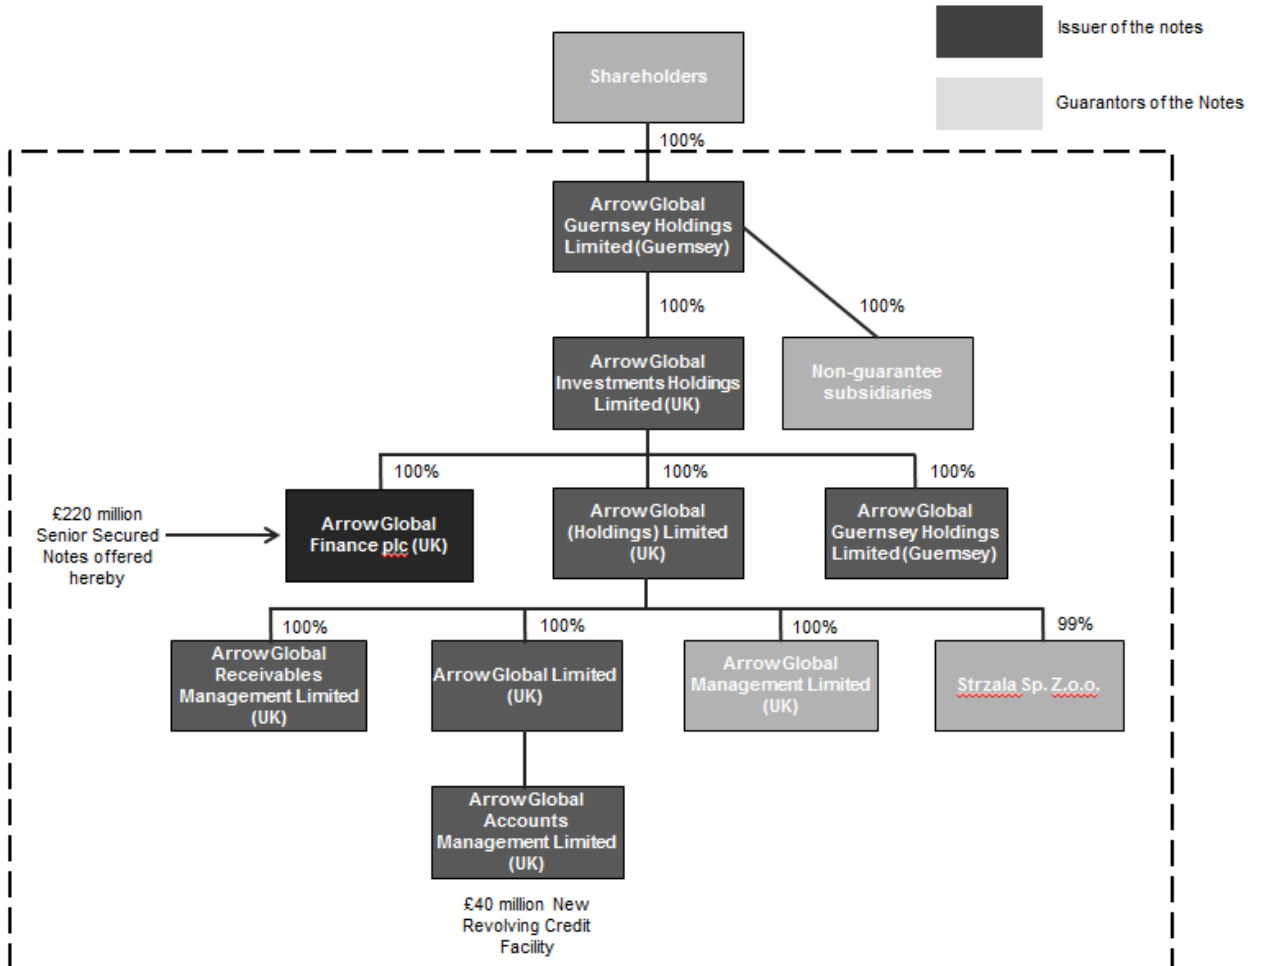 Issuer of the notes
Guarantors of the Notes
Shareholders
100%
Arrow Global
Guernsey Holdings
Limited (Guernsey)
100%
100%
Arrow Global
Investments Holdings
Limited (UK)
Non-guarantee
subsidiaries
100%
100%
100%
£220 million
Senior Secured
Notes offered
hereby
Arrow Global
Finance plc (UK)
Arrow Global
(Holdings) Limited
(UK)
Arrow Global
Guernsey Holdings
Limited (Guernsey)
100%
100%
100%
99%
Arrow Global
Receivables
Management Limited
(UK)
Arrow Global Limited
(UK)
Arrow Global
Management Limited
(UK)
Strzala Sp. Z.o.o.
Arrow Global
Accounts
Management Limited
(UK)
£40 million New
Revolving Credit
Facility